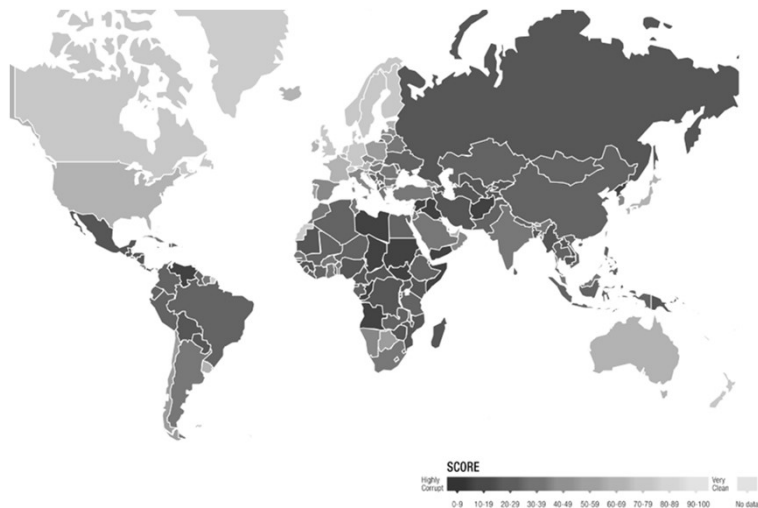 SCORE
Highly
Corrupt
Very
Clean
0-9 10-19 20-29 30-39 40-49 50-59 60-69 70-79 80-89 90-100 No data